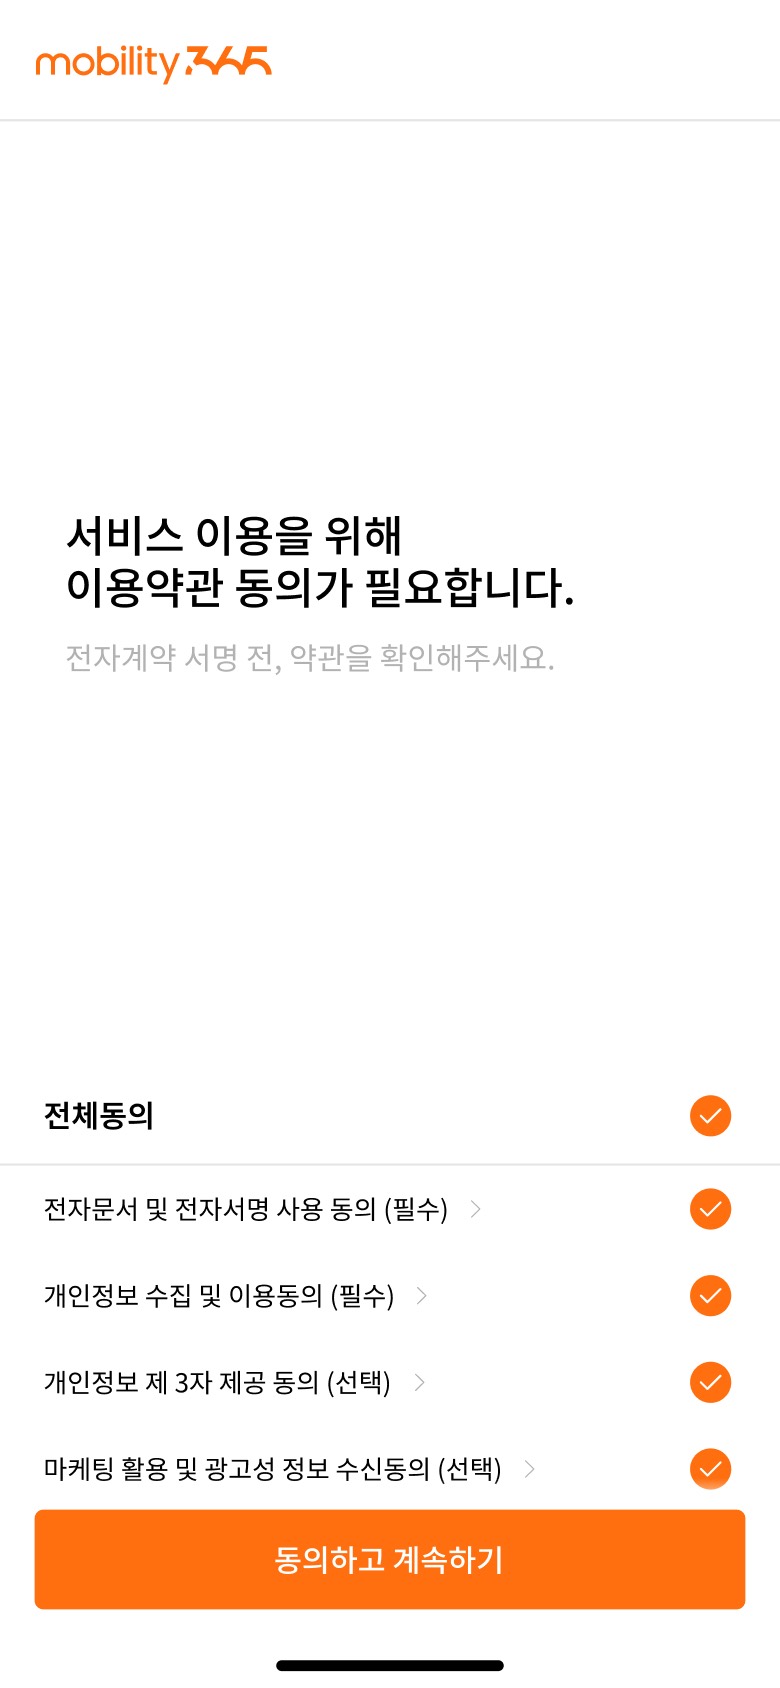 mobility 365
서비스 이용을 위해
이용약관 동의가 필요합니다.
전자계약 서명 전, 약관을 확인해주세요.
전체동의
전자문서 및 전자서명 사용 동의 (필수)
개인정보 수집 및 이용동의 (필수)
개인정보 제 3자 제공 동의 (선택)
마케팅 활용 및 광고성 정보 수신동의 (선택)
동의하고 계속하기